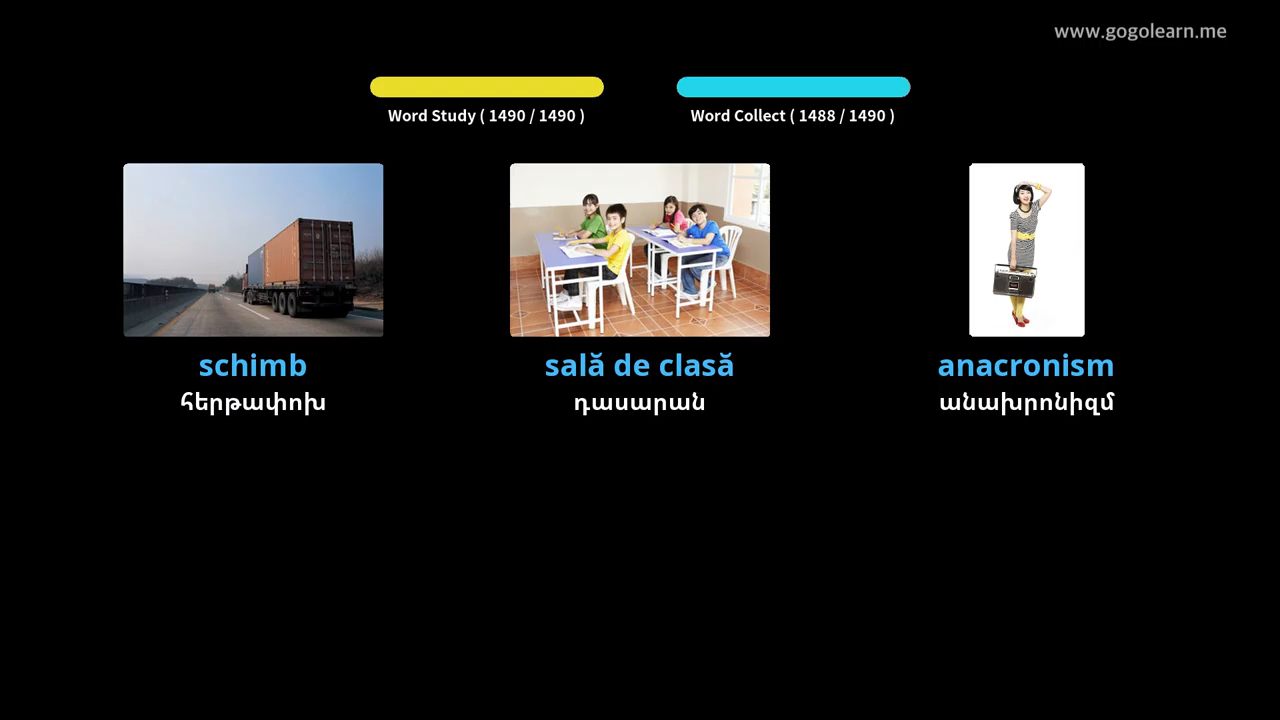 www.gogolearn.me
Word Study ( 1490 / 1490 )
Word Collect ( 1488 / 1490 )
schimb
հերթափոխ
sală de clasă
դասարան
anacronism
անախրոնիզմ